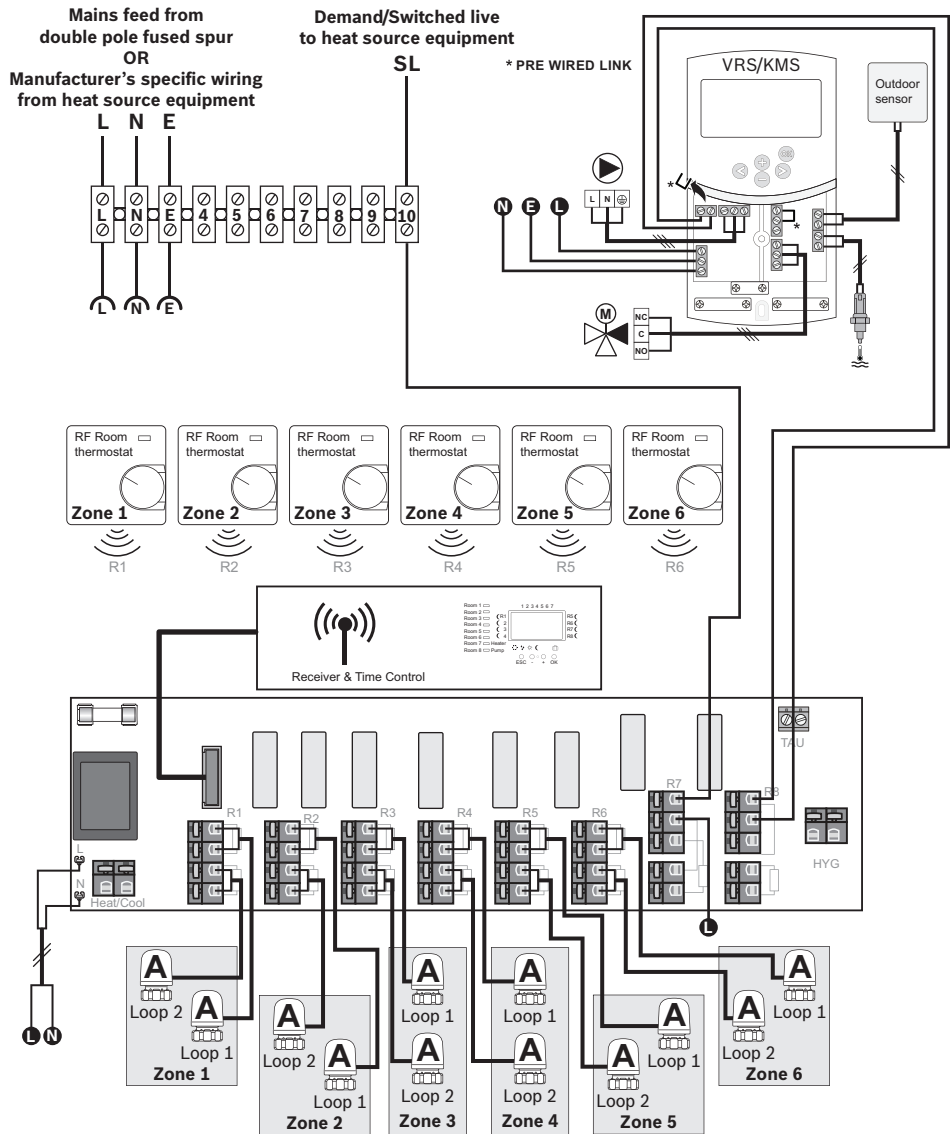 Mains feed from
double pole fused spur
OR
Manufacturer's specific wiring
from heat source equipment
L N E
Demand/Switched live
to heat source equipment
SL
* PRE WIRED LINK
VRS/KMS
OK
Outdoor
sensor
L N E 4 5 6 7 8 9 10
L N E
L N
N E L
*
*
M
NC
C
NO
RF Room
thermostat
Zone 1
R1
RF Room
thermostat
Zone 2
R2
RF Room
thermostat
Zone 3
R3
RF Room
thermostat
Zone 4
R4
RF Room
thermostat
Zone 5
R5
RF Room
thermostat
Zone 6
R6
Receiver & Time Control
Room 1
Room 2
Room 3
Room 4
Room 5
Room 6
Room 7 Heater
Room 8 Pump
1 2 3 4 5 6 7
R1 R5
2 R6
3 R7
4 R8
ESC - + OK
TAU
R1 R2 R3 R4 R5 R6 R7 R8
HYG
L
N
Heat/Cool
L
L N
A
Loop 2
A
Loop 1
Zone 1
A
Loop 2
A
Loop 1
Zone 2
A
Loop 1
A
Loop 2
Zone 3
A
Loop 1
A
Loop 2
Zone 4
A
Loop 1
A
Loop 2
Zone 5
A
Loop 1
A
Loop 2
Zone 6